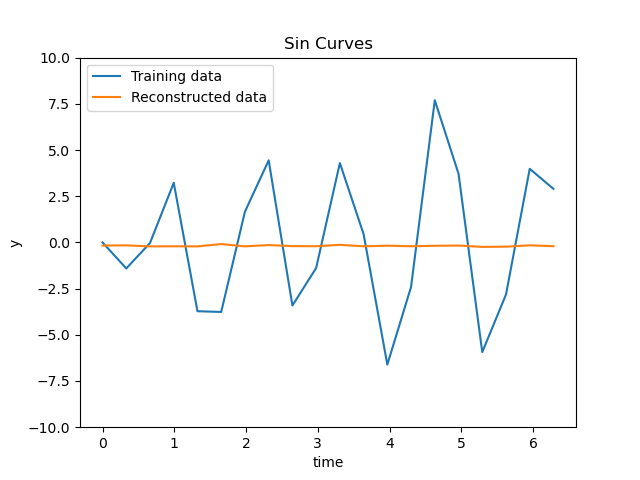 Sin Curves
Training data
Reconstructed data
10.0
7.5
5.0
2.5
0.0
−2.5
−5.0
−7.5
−10.0
y
0 1 2 3 4 5 6
time